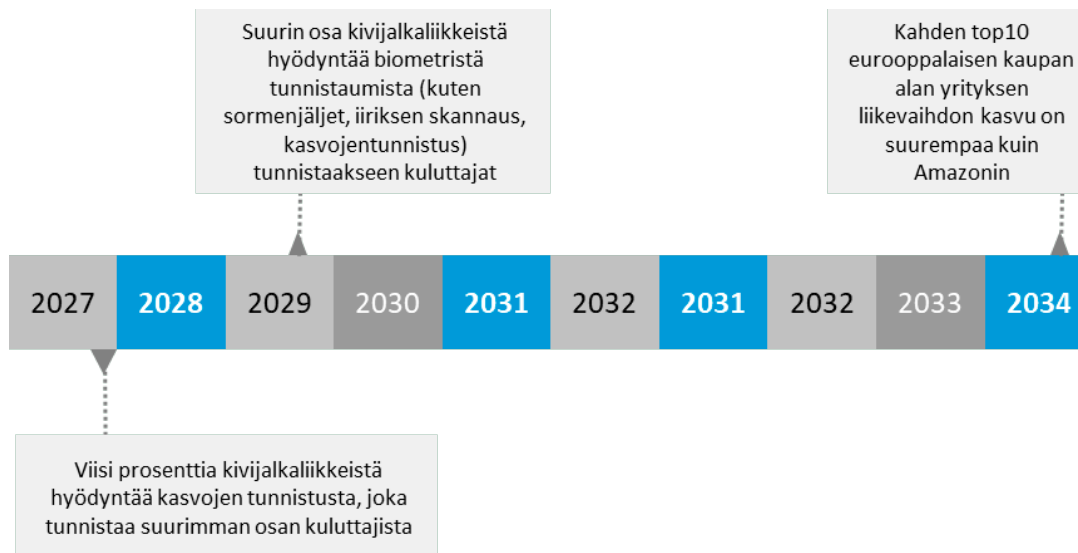 Suurin osa kivijalkaliikkeistä
hyödyntää biometristä
tunnistaumista (kuten
sormenjäljet, iiriksen skannaus,
kasvojentunnistus)
tunnistaakseen kuluttajat
Kahden top10
eurooppalaisen kaupan
alan yrityksen
liikevaihdon kasvu on
suurempaa kuin
Amazonin
2027 2028 2029 2030 2031 2032 2031 2032 2033 2034
Viisi prosenttia kivijalkaliikkeistä
hyödyntää kasvojen tunnistusta, joka
tunnistaa suurimman osan kuluttajista